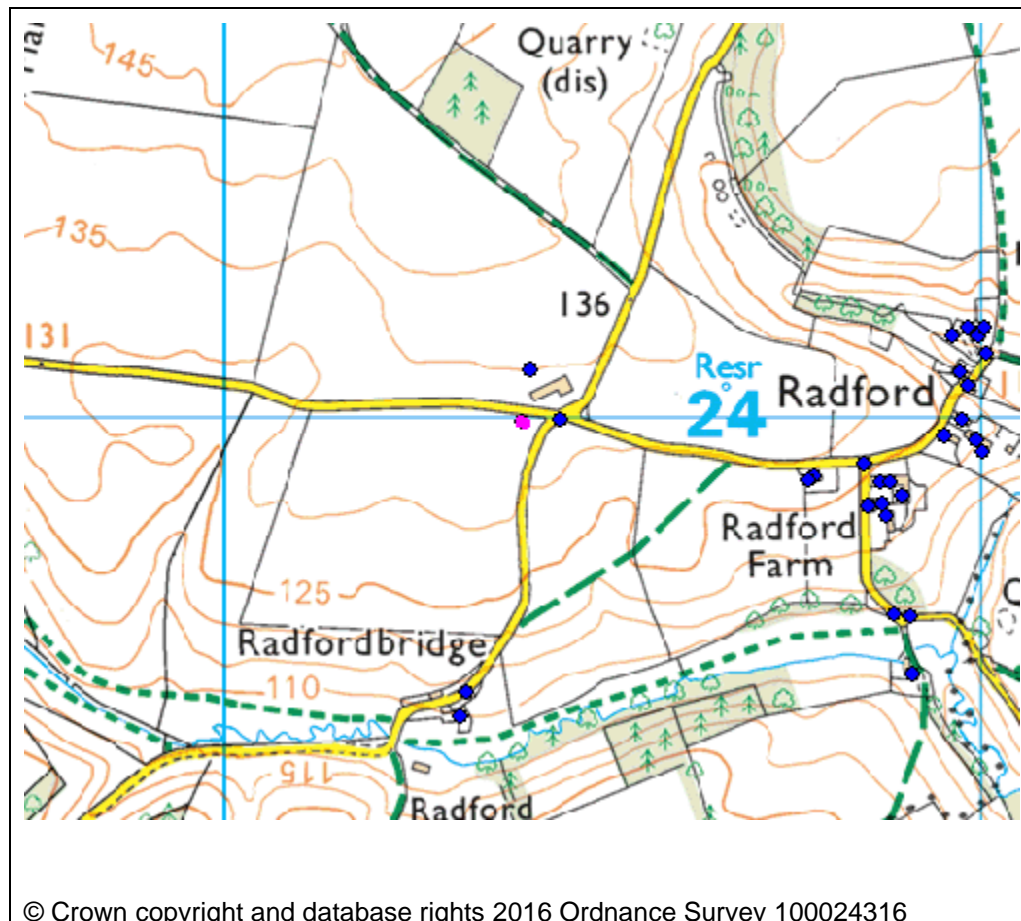 Quarry
(dis)
145
135
136
131
Resr
24
Radford
Radford
Farm
125
Radfordbridge
110
115
Radford
© Crown copyright and database rights 2016 Ordnance Survey 100024316